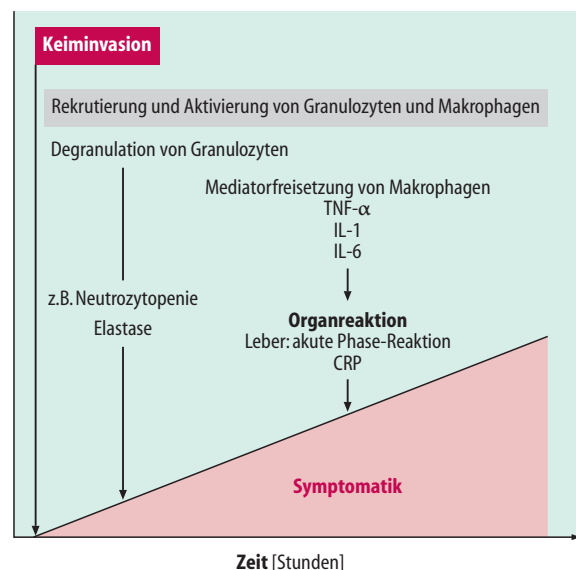 Keiminvasion
Rekrutierung und Aktivierung von Granulozyten und Makrophagen
Degranulation von Granulozyten
Mediatorfreisetzung von Makrophagen
TNF-α
IL-1
IL-6
z.B. Neutrozytopenie
Elastase
Organreaktion
Leber: akute Phase-Reaktion
CRP
Symptomatik
Zeit [Stunden]